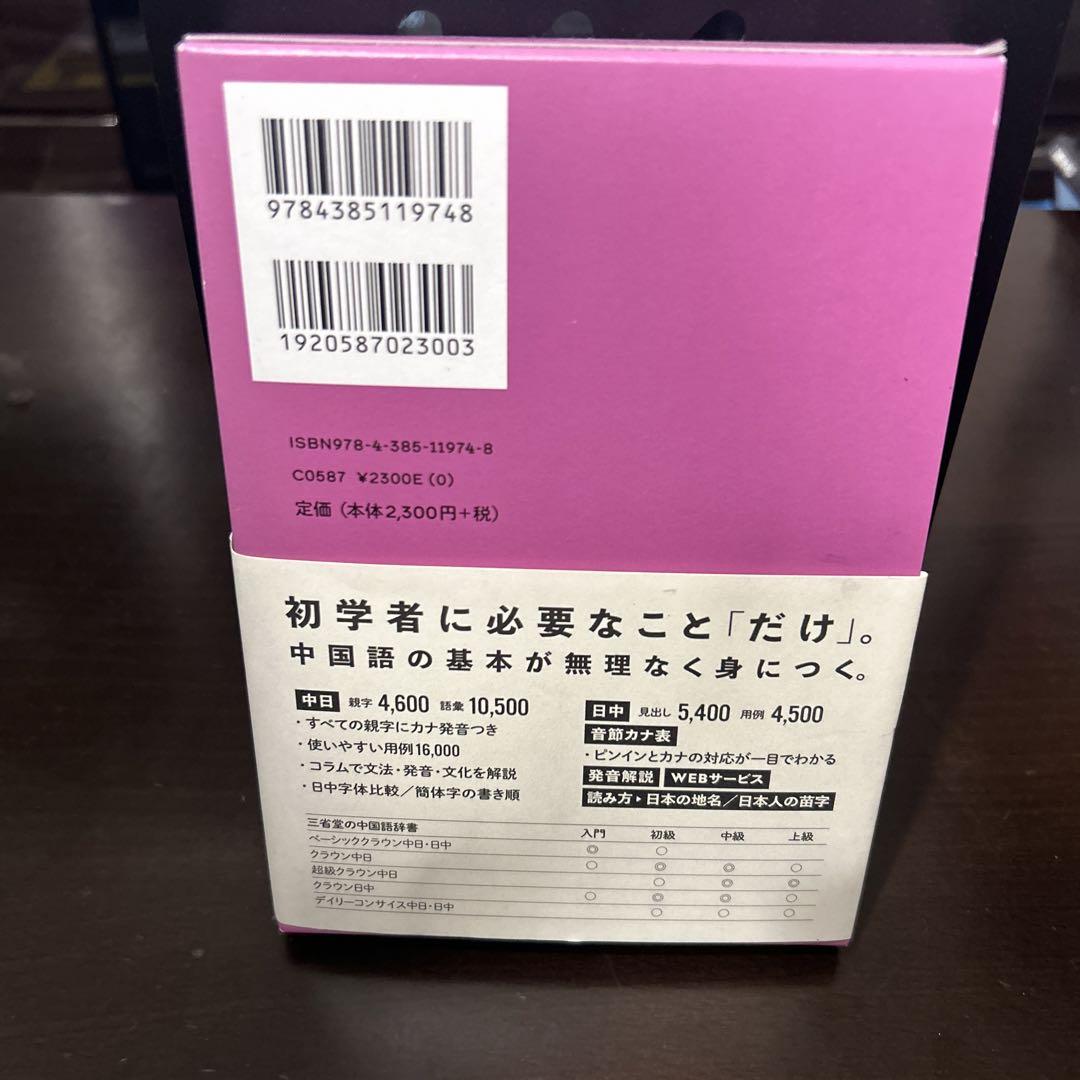 9784385119748
1920587023003
ISBN978-4-385-11974-8
C0587 ¥2300E (0)
定価 (本体2,300円+税)
初学者に必要なこと「だけ」。
中国語の基本が無理なく身につく。
中日 親字 4,600 語彙 10,500
・すべての親字にカナ発音つき
・使いやすい用例16,000
・コラムで文法・発音・文化を解説
・日中字体比較/簡体字の書き順
日中 見出し 5,400 用例 4,500
音節カナ表
・ピンインとカナの対応が一目でわかる
発音解説 WEBサービス
読み方▶日本の地名/日本人の苗字
三省堂の中国語辞書 入門 初級 中級 上級
ベーシッククラウン中日・日中 ◎ ○
クラウン中日 ○ ◎ ◎ ○
超級クラウン中日 ○ ◎ ◎
クラウン日中 ○ ◎ ◎ ○
デイリーコンサイス中日・日中 ○ ○ ○